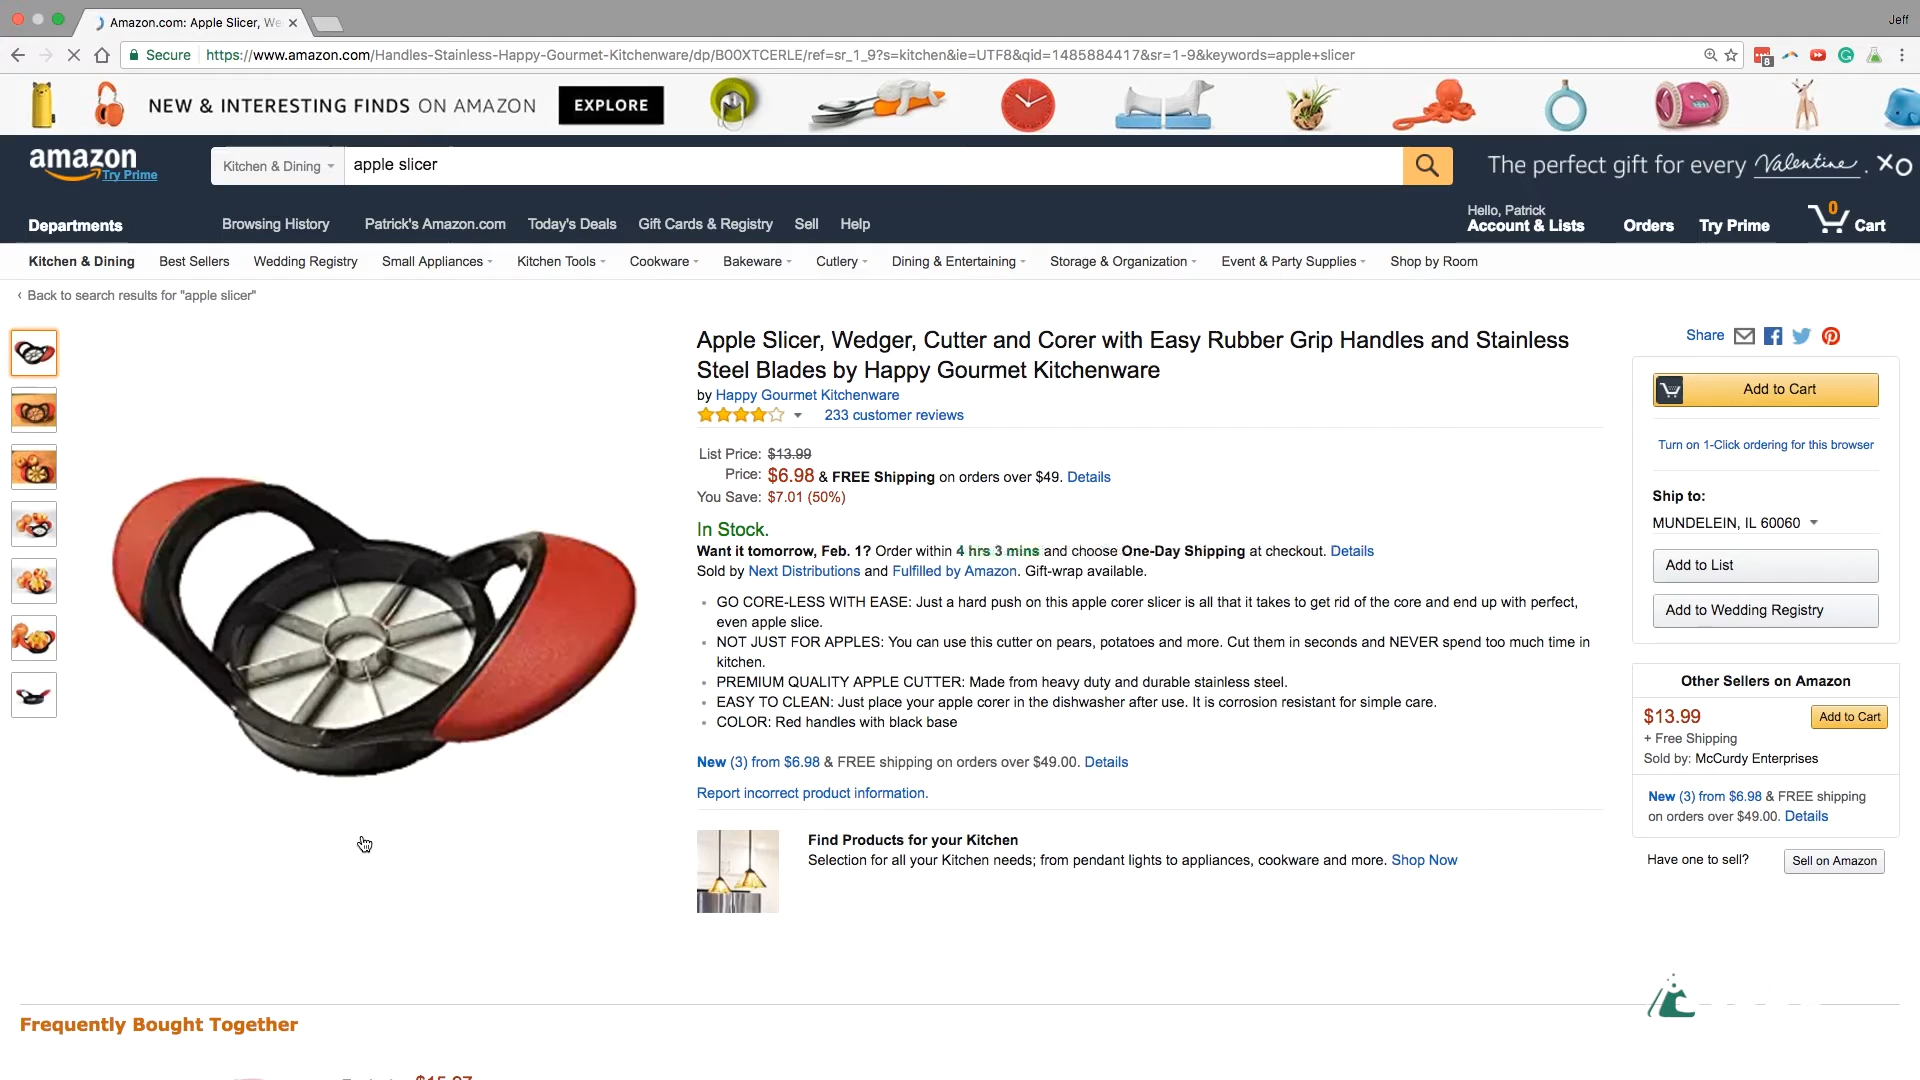 Amazon.com: Apple Slicer, We
Jeff
Secure
https://www.amazon.com/Handles-Stainless-Happy-Gourmet-Kitchenware/dp/B00XTCERLE/ref=sr_1_9?s=kitchen&ie=UTF8&qid=1485884417&sr=1-9&keywords=apple+slicer
8
NEW & INTERESTING FINDS ON AMAZON
EXPLORE
amazon
Try Prime
Kitchen & Dining
apple slicer
The perfect gift for every Valentine. XO
Departments
Browsing History
Patrick's Amazon.com
Today's Deals
Gift Cards & Registry
Sell
Help
Hello, Patrick
Account & Lists
Orders
Try Prime
0
Cart
Kitchen & Dining
Best Sellers
Wedding Registry
Small Appliances
Kitchen Tools
Cookware
Bakeware
Cutlery
Dining & Entertaining
Storage & Organization
Event & Party Supplies
Shop by Room
‹ Back to search results for "apple slicer"
Apple Slicer, Wedger, Cutter and Corer with Easy Rubber Grip Handles and Stainless
Steel Blades by Happy Gourmet Kitchenware
by Happy Gourmet Kitchenware
233 customer reviews
List Price: $13.99
Price: $6.98 & FREE Shipping on orders over $49. Details
You Save: $7.01 (50%)
In Stock.
Want it tomorrow, Feb. 1? Order within 4 hrs 3 mins and choose One-Day Shipping at checkout. Details
Sold by Next Distributions and Fulfilled by Amazon. Gift-wrap available.
• GO CORE-LESS WITH EASE: Just a hard push on this apple corer slicer is all that it takes to get rid of the core and end up with perfect,
even apple slice.
• NOT JUST FOR APPLES: You can use this cutter on pears, potatoes and more. Cut them in seconds and NEVER spend too much time in
kitchen.
• PREMIUM QUALITY APPLE CUTTER: Made from heavy duty and durable stainless steel.
• EASY TO CLEAN: Just place your apple corer in the dishwasher after use. It is corrosion resistant for simple care.
• COLOR: Red handles with black base
New (3) from $6.98 & FREE shipping on orders over $49.00. Details
Report incorrect product information.
Find Products for your Kitchen
Selection for all your Kitchen needs; from pendant lights to appliances, cookware and more. Shop Now
Share
Add to Cart
Turn on 1-Click ordering for this browser
Ship to:
MUNDELEIN, IL 60060
Add to List
Add to Wedding Registry
Other Sellers on Amazon
$13.99
Add to Cart
+ Free Shipping
Sold by: McCurdy Enterprises
New (3) from $6.98 & FREE shipping
on orders over $49.00. Details
Have one to sell?
Sell on Amazon
Frequently Bought Together